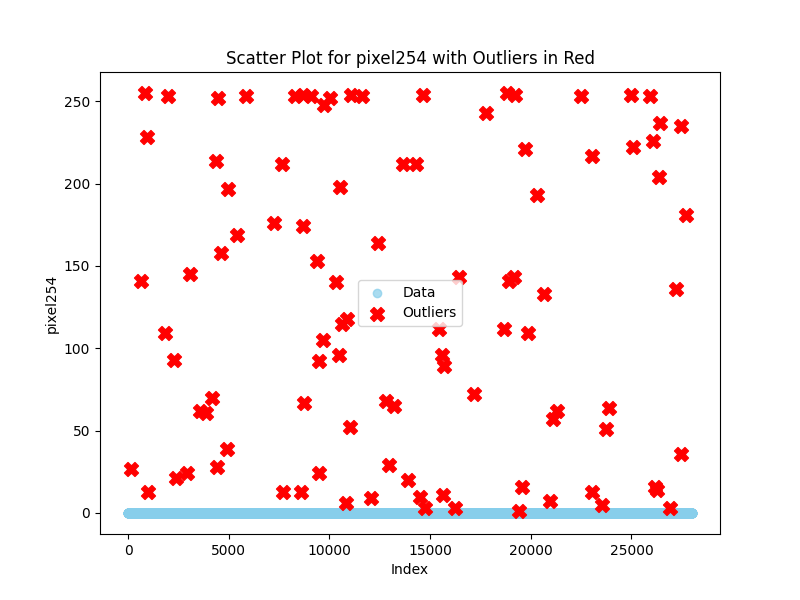 Scatter Plot for pixel254 with Outliers in Red
250
200
150
100
50
0
pixel254
Data
Outliers
0 5000 10000 15000 20000 25000
Index